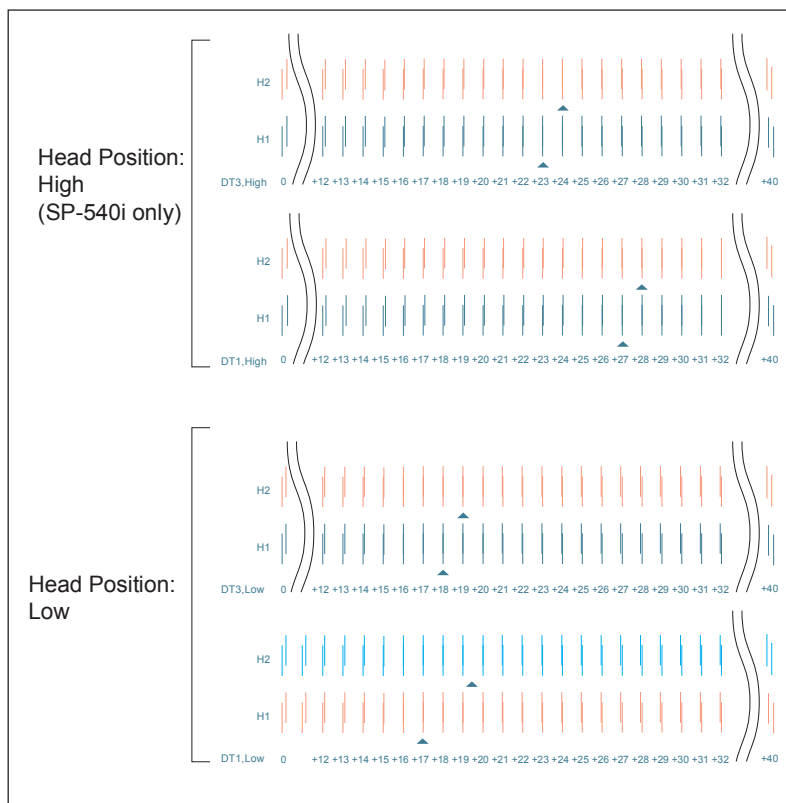 Head Position:
High
(SP-540i only)
H2
H1
DT3,High 0 +12 +13 +14 +15 +16 +17 +18 +19 +20 +21 +22 +23 +24 +25 +26 +27 +28 +29 +30 +31 +32 +40
H2
H1
DT1,High 0 +12 +13 +14 +15 +16 +17 +18 +19 +20 +21 +22 +23 +24 +25 +26 +27 +28 +29 +30 +31 +32 +40
Head Position:
Low
H2
H1
DT3,Low 0 +12 +13 +14 +15 +16 +17 +18 +19 +20 +21 +22 +23 +24 +25 +26 +27 +28 +29 +30 +31 +32 +40
H2
H1
DT1,Low 0 +12 +13 +14 +15 +16 +17 +18 +19 +20 +21 +22 +23 +24 +25 +26 +27 +28 +29 +30 +31 +32 +40